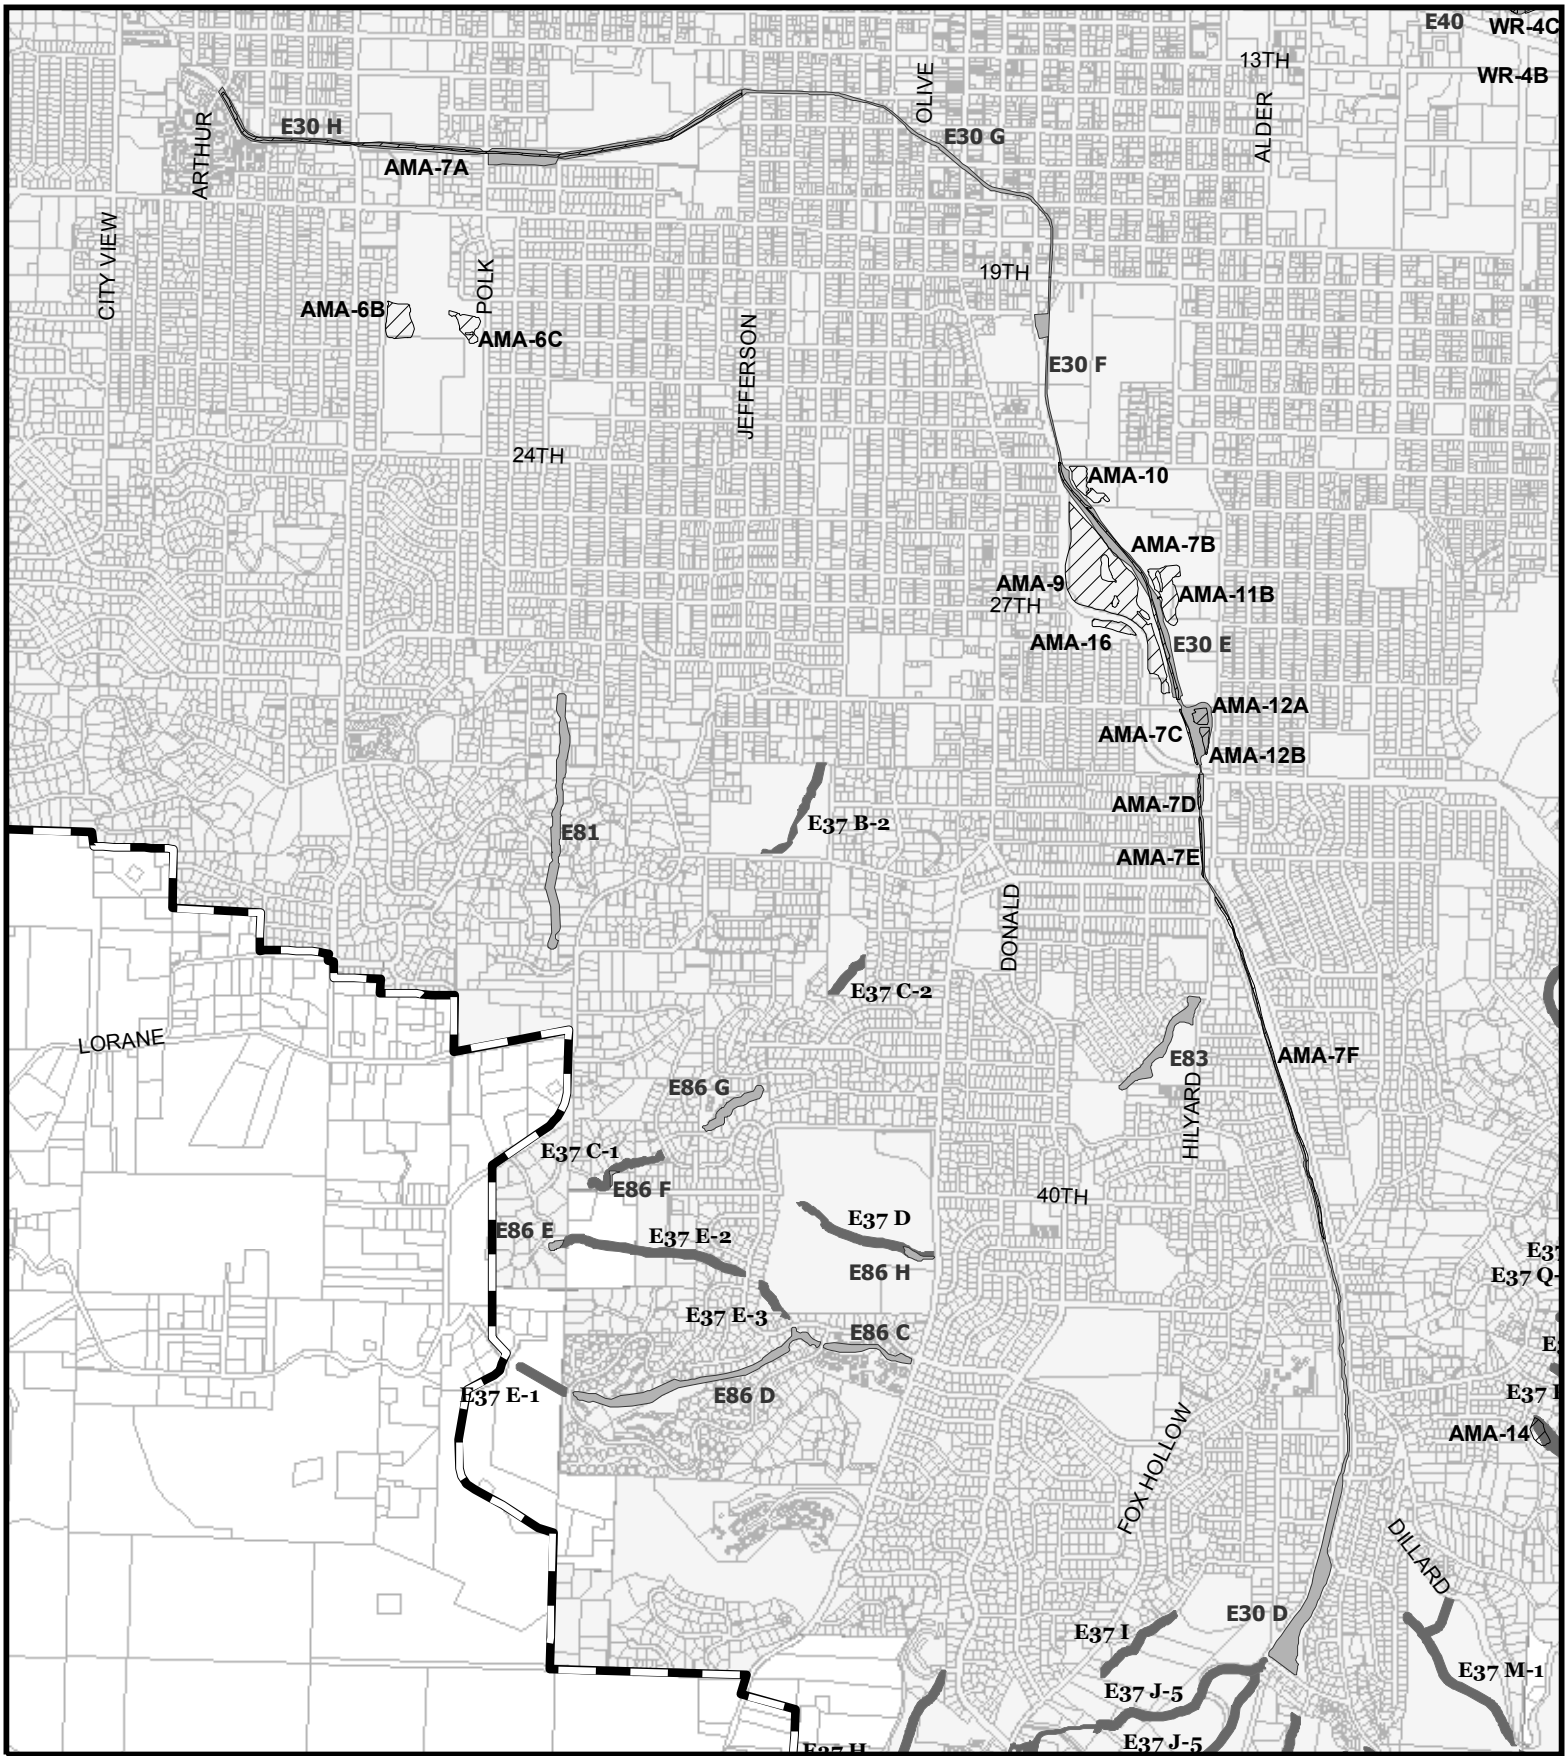 E40
WR-4C
13TH
WR-4B
OLIVE
ALDER
E30 H
E30 G
ARTHUR
AMA-7A
CITY VIEW
POLK
19TH
AMA-6B
AMA-6C
JEFFERSON
E30 F
24TH
AMA-10
AMA-7B
AMA-9
AMA-11B
27TH
AMA-16
E30 E
AMA-12A
AMA-7C
AMA-12B
AMA-7D
E37 B-2
E81
AMA-7E
DONALD
E37 C-2
LORANE
AMA-7F
E83
E86 G
HILYARD
E37 C-1
E86 F
40TH
E37 D
E86 E
E37 E-2
E37
E86 H
E37 Q-
E37 E-3
E86 C
E37 E-1
E86 D
E37
AMA-14
FOX HOLLOW
DILLARD
E30 D
E37 I
E37 M-1
E37 J-5
E37 J-5
E37 H